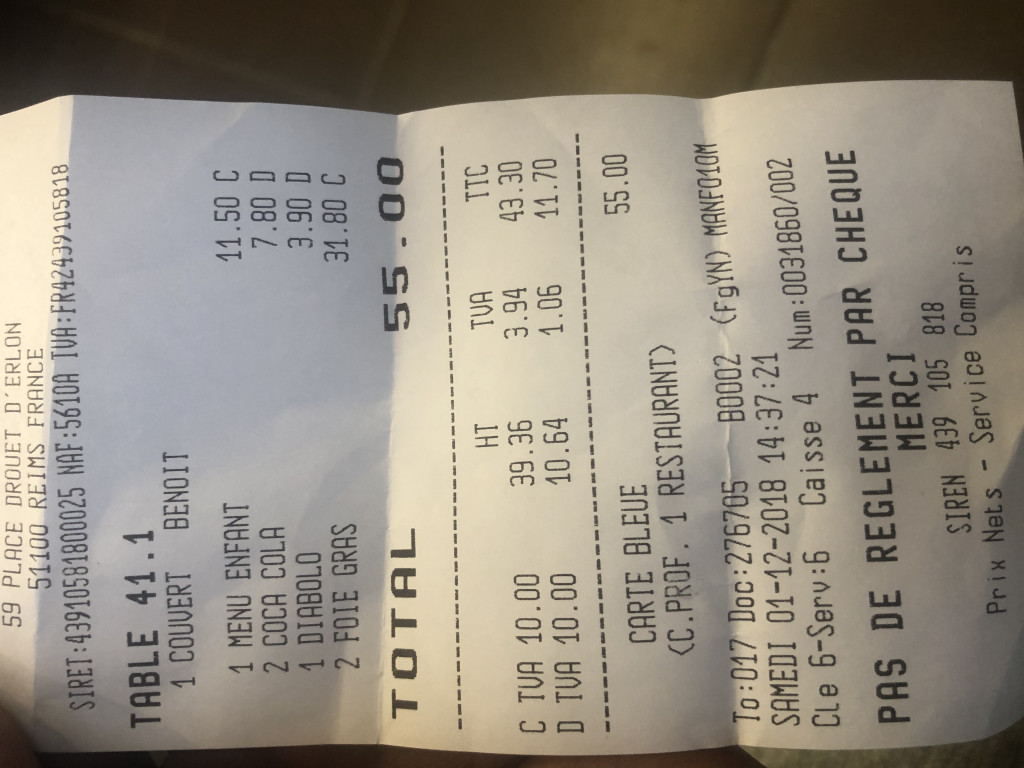 59 PLACE DROUET D'ERLON
51100 REIMS FRANCE
SIRET:43910581800025 NAF:5610A TVA:FR42439105818
TABLE 41.1
1 COUVERT BENOIT
1 MENU ENFANT 11.50 C
2 COCA COLA 7.80 D
1 DIABOLO 3.90 D
2 FOIE GRAS 31.80 C
TOTAL 55.00
HT TVA TTC
C TVA 10.00 39.36 3.94 43.30
D TVA 10.00 10.64 1.06 11.70
CARTE BLEUE 55.00
(C.PROF. 1 RESTAURANT)
To:017 Doc:276705 B0002 (FgYN) MANF010M
SAMEDI 01-12-2018 14:37:21
Cle 6-Serv:6 Caisse 4 Num:0031860/002
PAS DE REGLEMENT PAR CHEQUE
MERCI
SIREN 439 105 818
Prix Nets - Service Compris